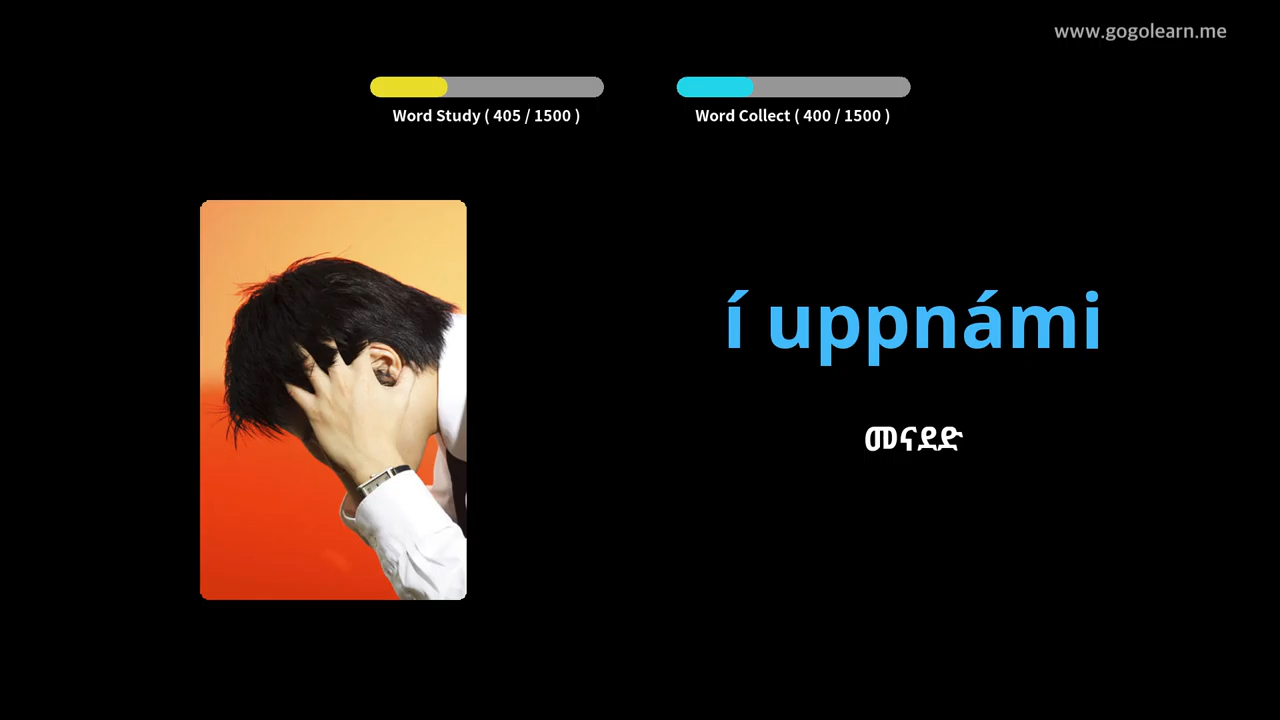 www.gogolearn.me
Word Study ( 405 / 1500 )
Word Collect ( 400 / 1500 )
í uppnámi
መናደድ